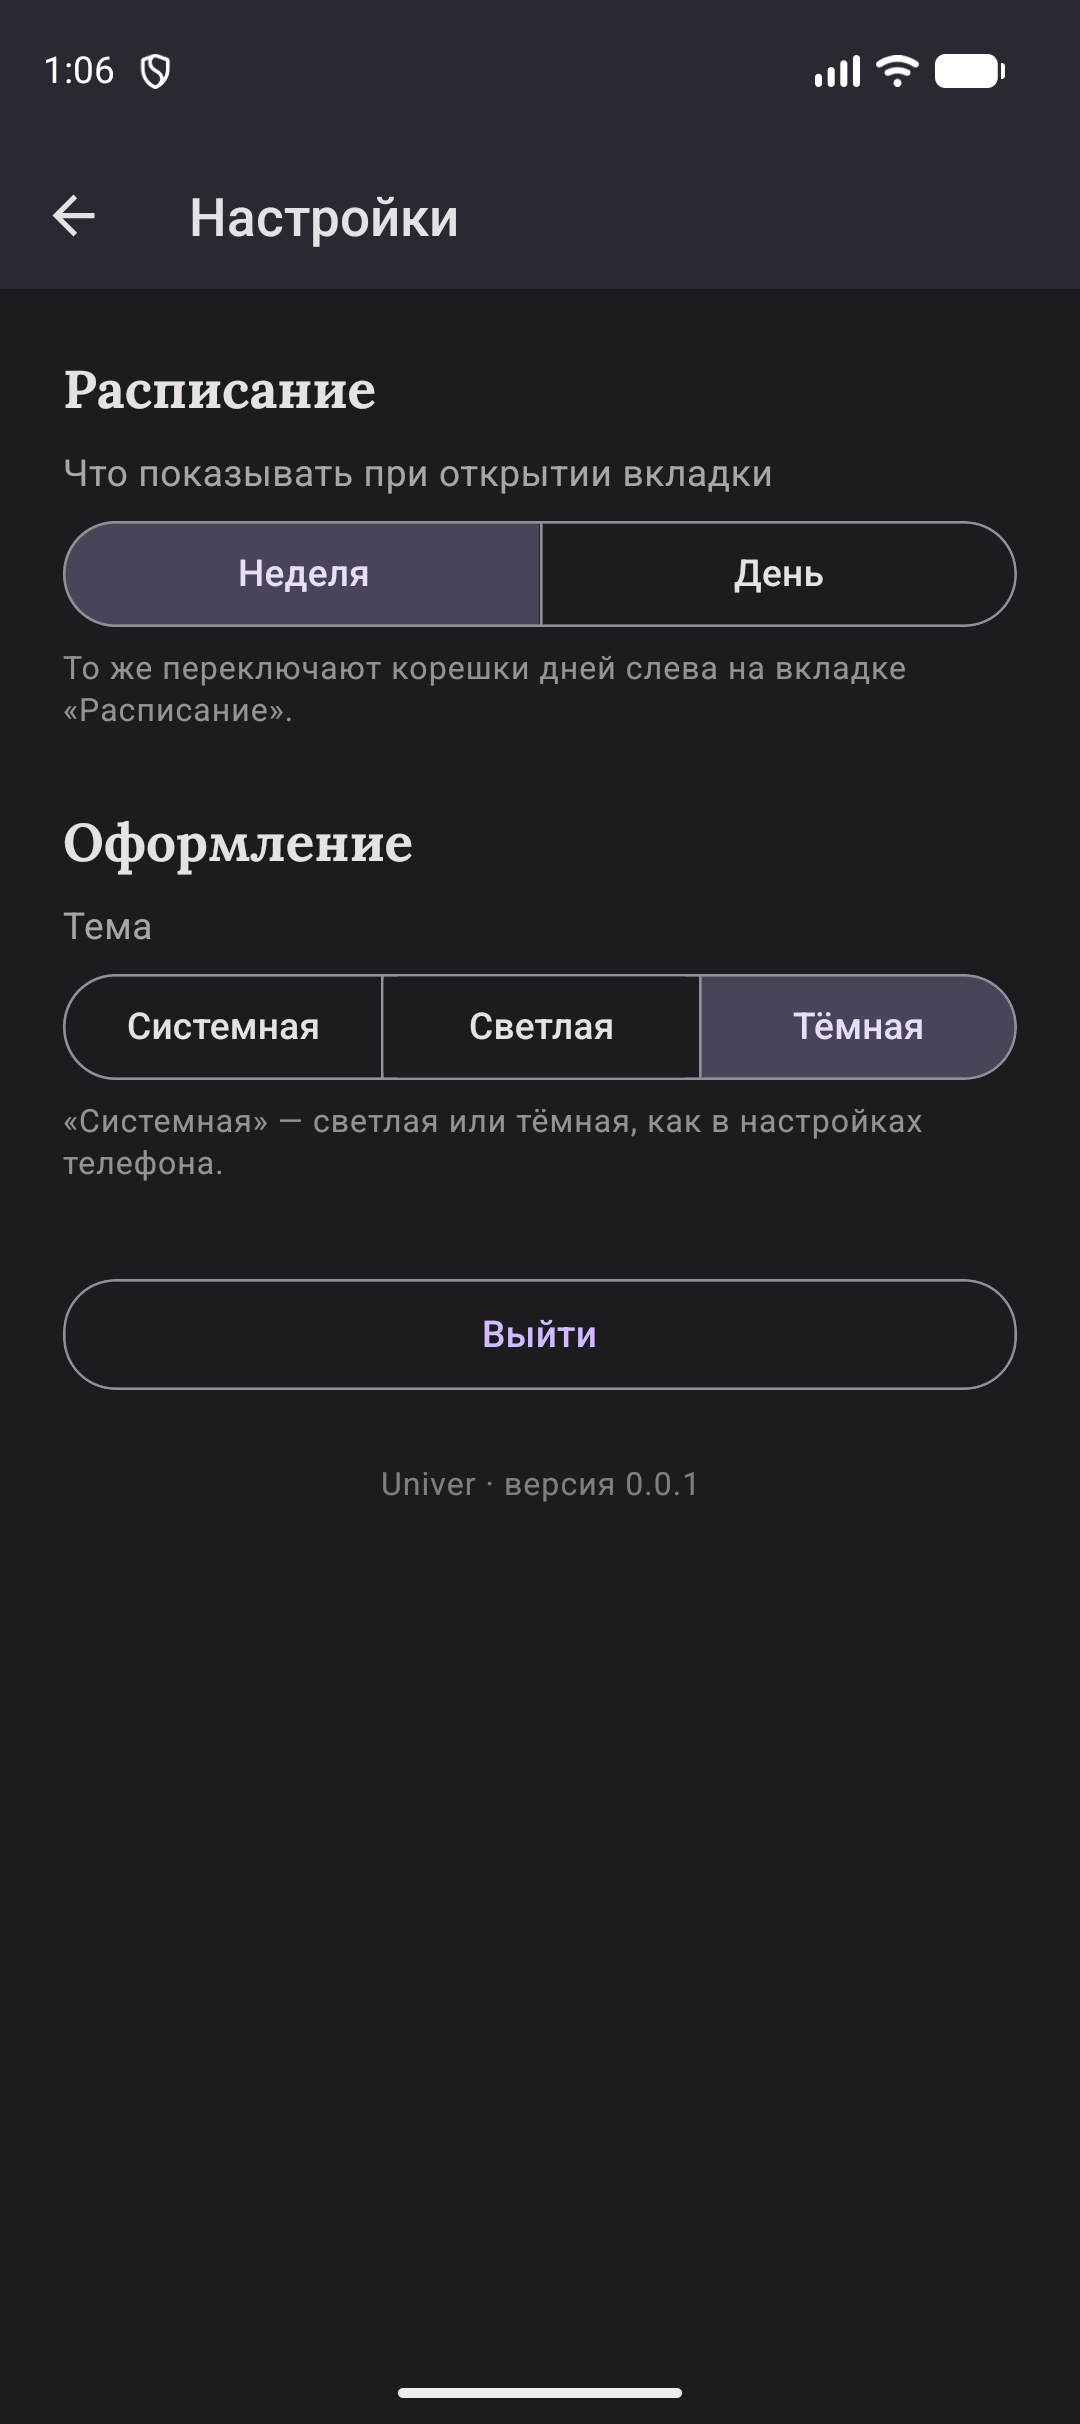 1:06
Настройки
Расписание
Что показывать при открытии вкладки
Неделя День
То же переключают корешки дней слева на вкладке
«Расписание».
Оформление
Тема
Системная Светлая Тёмная
«Системная» — светлая или тёмная, как в настройках
телефона.
Выйти
Univer · версия 0.0.1